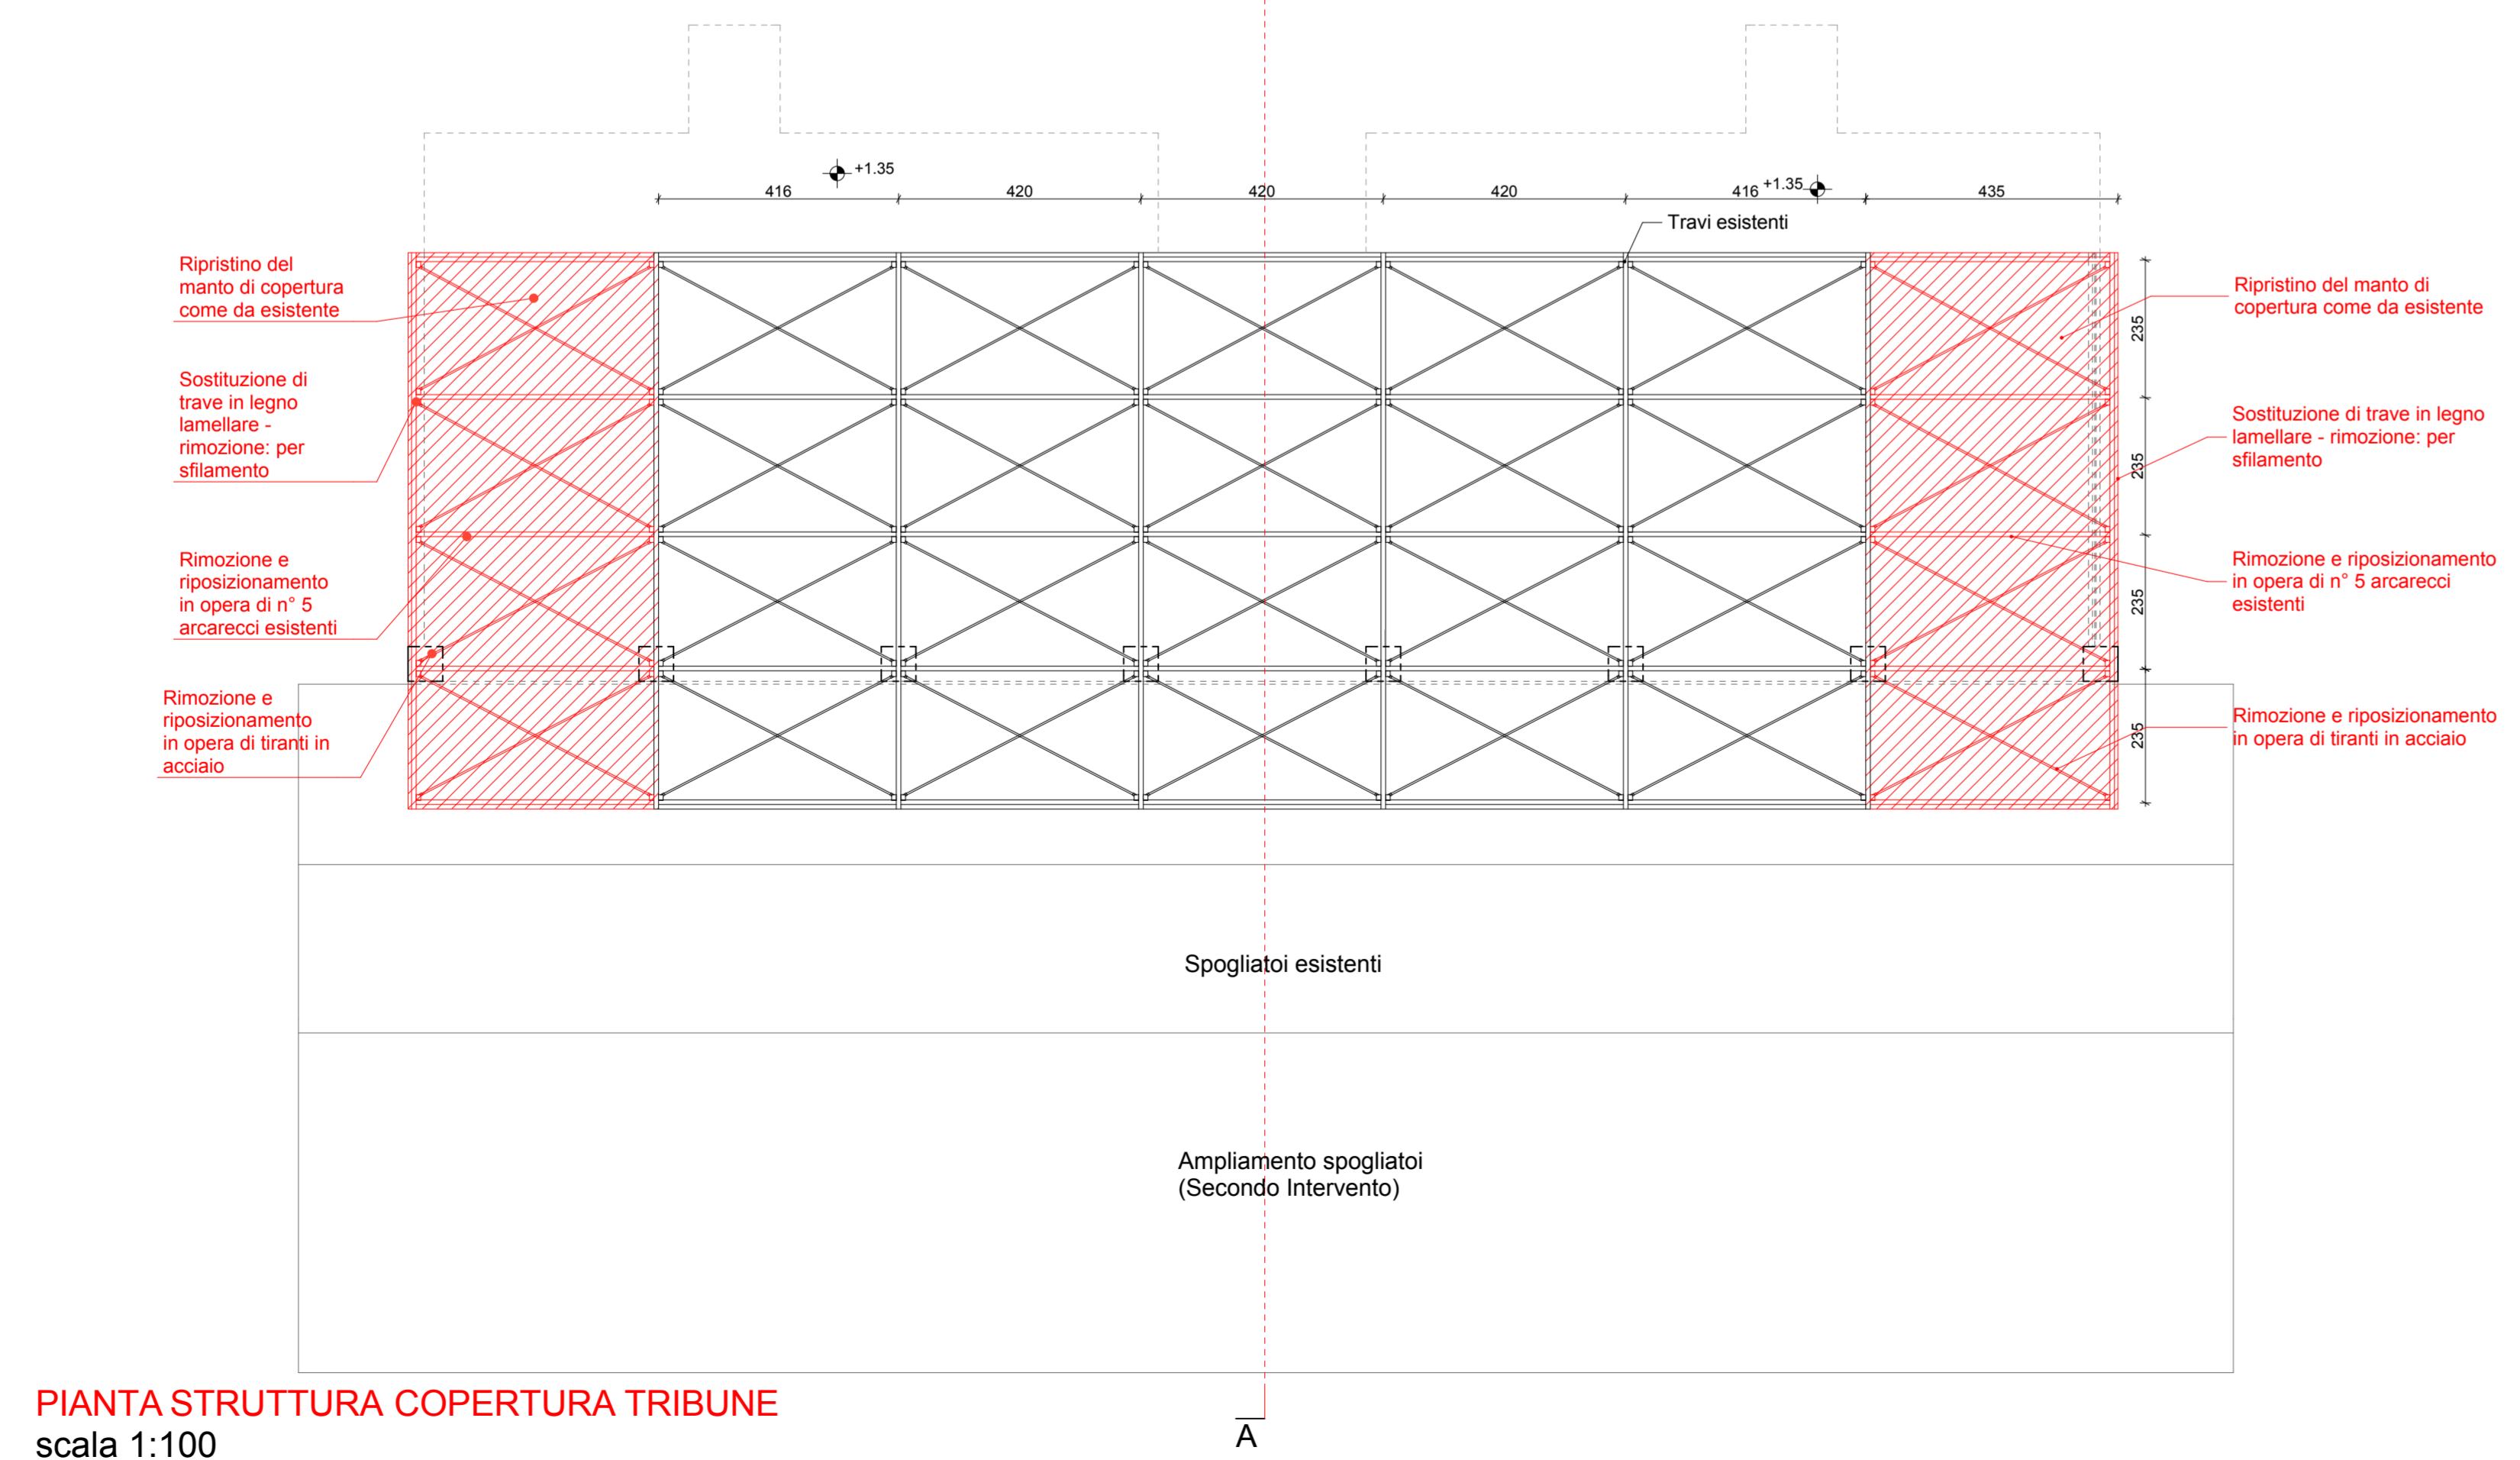 +1.35
416
420
420
420
416
+1.35
435
Travi esistenti
Ripristino del
manto di copertura
come da esistente
Sostituzione di
trave in legno
lamellare -
rimozione: per
sfilamento
Rimozione e
riposizionamento
in opera di n° 5
arcarecci esistenti
Rimozione e
riposizionamento
in opera di tiranti in
acciaio
235
235
235
235
Ripristino del manto di
copertura come da esistente
Sostituzione di trave in legno
lamellare - rimozione: per
sfilamento
Rimozione e riposizionamento
in opera di n° 5 arcarecci
esistenti
Rimozione e riposizionamento
in opera di tiranti in acciaio
Spogliatoi esistenti
Ampliamento spogliatoi
(Secondo Intervento)
PIANTA STRUTTURA COPERTURA TRIBUNE
scala 1:100
A